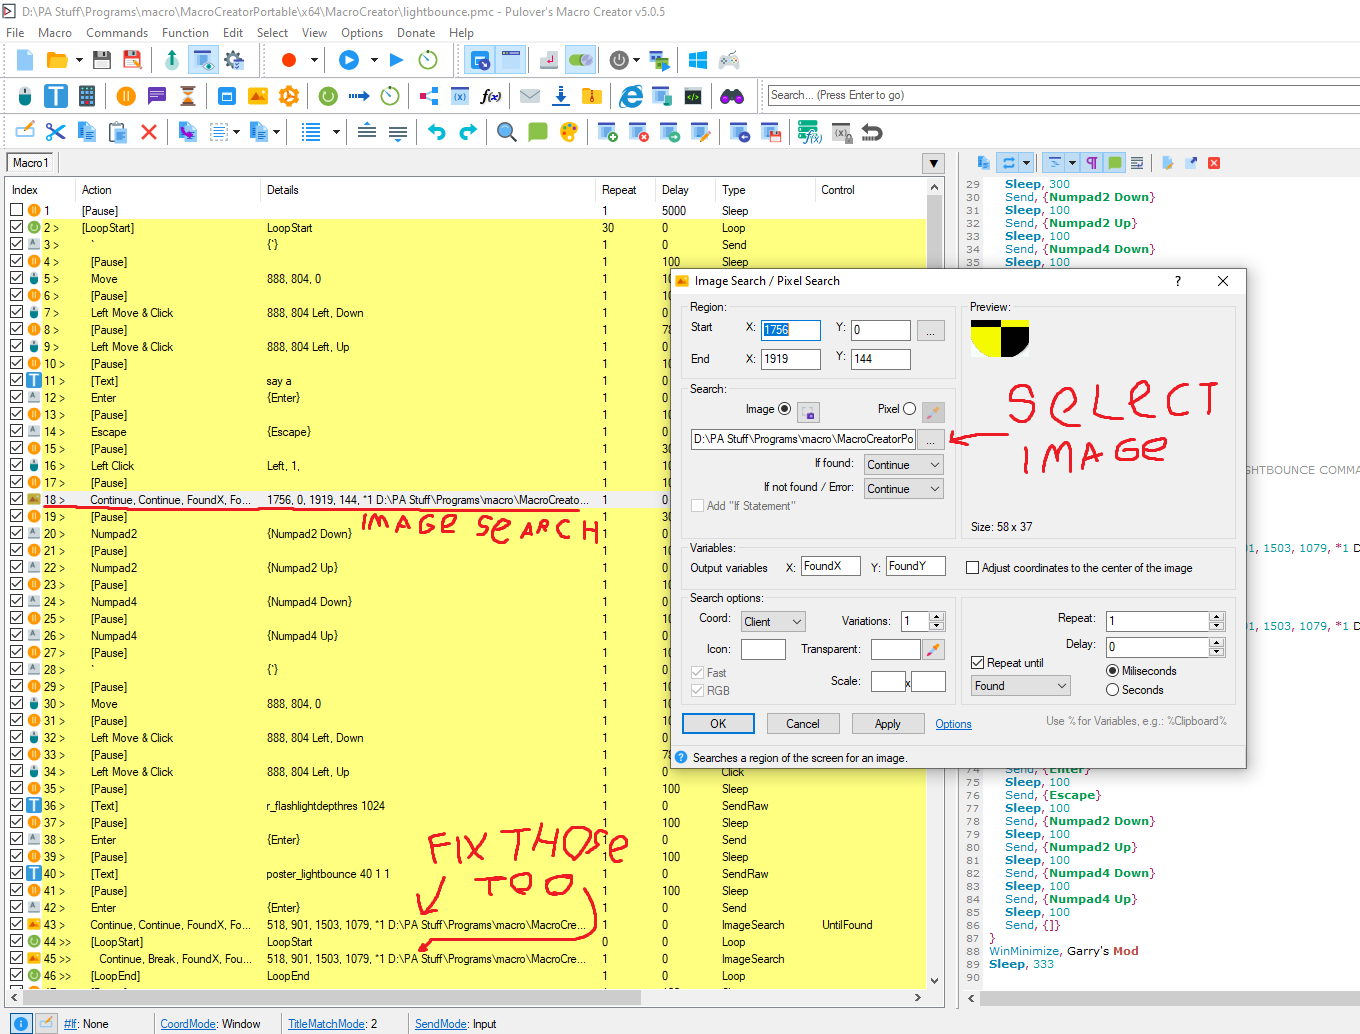 D:\PA Stuff\Programs\macro\MacroCreatorPortable\x64\MacroCreator\lightbounce.pmc - Pulover's Macro Creator v5.0.5
File Macro Commands Function Edit Select View Options Donate Help
Search... (Press Enter to go)
Macro1
Index Action Details Repeat Delay Type Control
1 [Pause] 1 5000 Sleep
2 > [LoopStart] LoopStart 30 0 Loop
3 > ` {`} 1 0 Send
4 > [Pause] 1 100 Sleep
5 > Move 888, 804, 0 1
6 > [Pause] 1
7 > Left Move & Click 888, 804 Left, Down 1 0
8 > [Pause] 1
9 > Left Move & Click 888, 804 Left, Up 1 0
10 > [Pause] 1
11 > [Text] say a 1 0
12 > Enter {Enter} 1 0
13 > [Pause] 1
14 > Escape {Escape} 1 0
15 > [Pause] 1
16 > Left Click Left, 1, 1 0
17 > [Pause] 1
18 > Continue, Continue, FoundX, Fo... 1756, 0, 1919, 144, *1 D:\PA Stuff\Programs\macro\MacroCreato... 1 0
IMAGE SEARCH
19 > [Pause] 1
20 > Numpad2 {Numpad2 Down} 1 0
21 > [Pause] 1
22 > Numpad2 {Numpad2 Up} 1 0
23 > [Pause] 1
24 > Numpad4 {Numpad4 Down} 1 0
25 > [Pause] 1
26 > Numpad4 {Numpad4 Up} 1 0
27 > [Pause] 1
28 > ` {`} 1 0
29 > [Pause] 1
30 > Move 888, 804, 0 1
31 > [Pause] 1
32 > Left Move & Click 888, 804 Left, Down 1 0
33 > [Pause] 1
34 > Left Move & Click 888, 804 Left, Up 1 0 Click
35 > [Pause] 1 100 Sleep
36 > [Text] r_flashlightdepthres 1024 1 0 SendRaw
37 > [Pause] 1 100 Sleep
38 > Enter {Enter} 1 0 Send
39 > [Pause] 1 100 Sleep
40 > [Text] poster_lightbounce 40 1 1 1 0 SendRaw
41 > [Pause] 1 100 Sleep
42 > Enter {Enter} 1 0 Send
FIX THOSE
TOO
43 > Continue, Continue, FoundX, Fo... 518, 901, 1503, 1079, *1 D:\PA Stuff\Programs\macro\MacroCre... 1 0 ImageSearch UntilFound
44 >> [LoopStart] LoopStart 0 0 Loop
45 >> Continue, Break, FoundX, Fou... 518, 901, 1503, 1079, *1 D:\PA Stuff\Programs\macro\MacroCre... 1 0 ImageSearch
46 >> [LoopEnd] LoopEnd 1 0 Loop
#If: None CoordMode: Window TitleMatchMode: 2 SendMode: Input
Image Search / Pixel Search
Region:
Start X: 1756 Y: 0 ...
End X: 1919 Y: 144
Search:
Image Pixel
D:\PA Stuff\Programs\macro\MacroCreatorPo ...
If found: Continue
If not found / Error: Continue
Add "If Statement"
Preview:
SELECT
IMAGE
Size: 58 x 37
Variables:
Output variables X: FoundX Y: FoundY Adjust coordinates to the center of the image
Search options:
Coord: Client Variations: 1
Icon: Transparent:
Fast
RGB
Scale: x
Repeat: 1
Delay: 0
Repeat until
Found
Miliseconds
Seconds
OK Cancel Apply Options
Use % for Variables, e.g.: %Clipboard%
Searches a region of the screen for an image.
29 Sleep, 300
30 Send, {Numpad2 Down}
31 Sleep, 100
32 Send, {Numpad2 Up}
33 Sleep, 100
34 Send, {Numpad4 Down}
35 Sleep, 100
GHTBOUNCE COMMA
1, 1503, 1079, *1 D
1, 1503, 1079, *1 D
74 Send, {Enter}
75 Sleep, 100
76 Send, {Escape}
77 Sleep, 100
78 Send, {Numpad2 Down}
79 Sleep, 100
80 Send, {Numpad2 Up}
81 Sleep, 100
82 Send, {Numpad4 Down}
83 Sleep, 100
84 Send, {Numpad4 Up}
85 Sleep, 100
86 Send, {]}
87 }
88 WinMinimize, Garry's Mod
89 Sleep, 333
90